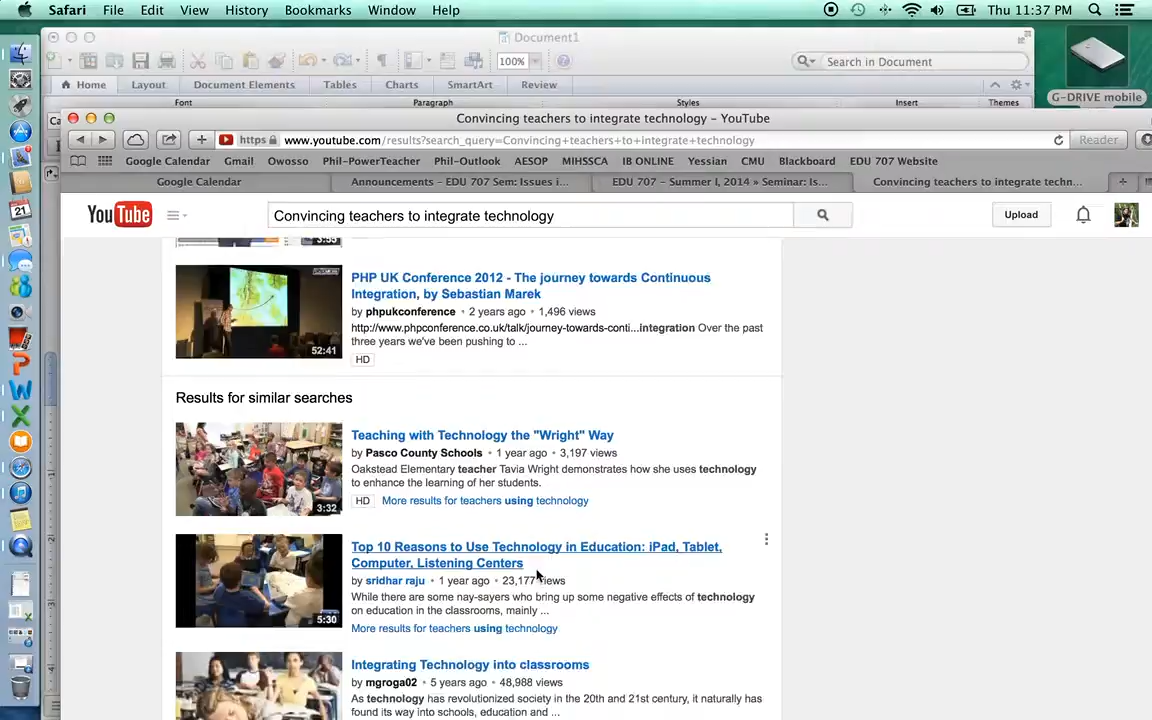 Safari File Edit View History Bookmarks Window Help Thu 11:37 PM
Document1
100% Search in Document
Home Layout Document Elements Tables Charts SmartArt Review
Font Paragraph Styles Insert Themes
G-DRIVE mobile
Convincing teachers to integrate technology – YouTube
https www.youtube.com/results?search_query=Convincing+teachers+to+integrate+technology Reader
Google Calendar Gmail Owosso Phil-PowerTeacher Phil-Outlook AESOP MIHSSCA IB ONLINE Yessian CMU Blackboard EDU 707 Website
Google Calendar Announcements – EDU 707 Sem: Issues i... EDU 707 – Summer I, 2014 » Seminar: Is... Convincing teachers to integrate techn...
YouTube Convincing teachers to integrate technology Upload
3:55
PHP UK Conference 2012 - The journey towards Continuous
Integration, by Sebastian Marek
by phpukconference • 2 years ago • 1,496 views
http://www.phpconference.co.uk/talk/journey-towards-conti...integration Over the past
three years we've been pushing to ...
52:41
HD
Results for similar searches
Teaching with Technology the "Wright" Way
by Pasco County Schools • 1 year ago • 3,197 views
Oakstead Elementary teacher Tavia Wright demonstrates how she uses technology
to enhance the learning of her students.
HD More results for teachers using technology
3:32
Top 10 Reasons to Use Technology in Education: iPad, Tablet,
Computer, Listening Centers
by sridhar raju • 1 year ago • 23,177 views
While there are some nay-sayers who bring up some negative effects of technology
on education in the classrooms, mainly ...
5:30
More results for teachers using technology
Integrating Technology into classrooms
by mgroga02 • 5 years ago • 48,988 views
As technology has revolutionized society in the 20th and 21st century, it naturally has
found its way into schools, education and ...